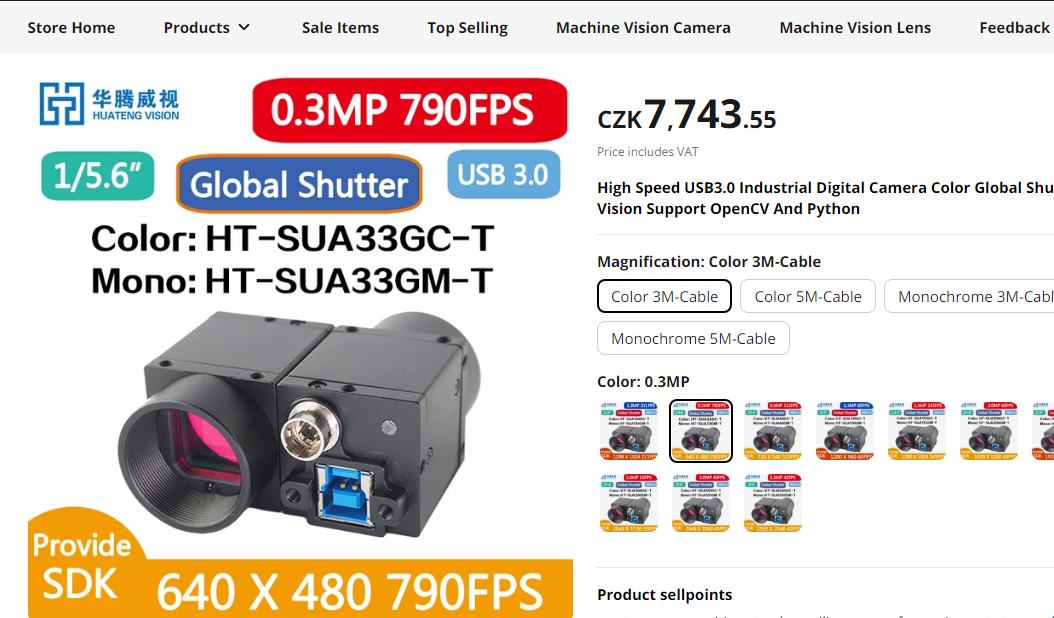 Store Home
Products
Sale Items
Top Selling
Machine Vision Camera
Machine Vision Lens
Feedback
华腾威视
HUATENG VISION
0.3MP 790FPS
1/5.6"
Global Shutter
USB 3.0
Color: HT-SUA33GC-T
Mono: HT-SUA33GM-T
Provide
SDK
640 X 480 790FPS
CZK7,743.55
Price includes VAT
High Speed USB3.0 Industrial Digital Camera Color Global Shu
Vision Support OpenCV And Python
Magnification: Color 3M-Cable
Color 3M-Cable
Color 5M-Cable
Monochrome 3M-Cabl
Monochrome 5M-Cable
Color: 0.3MP
Product sellpoints